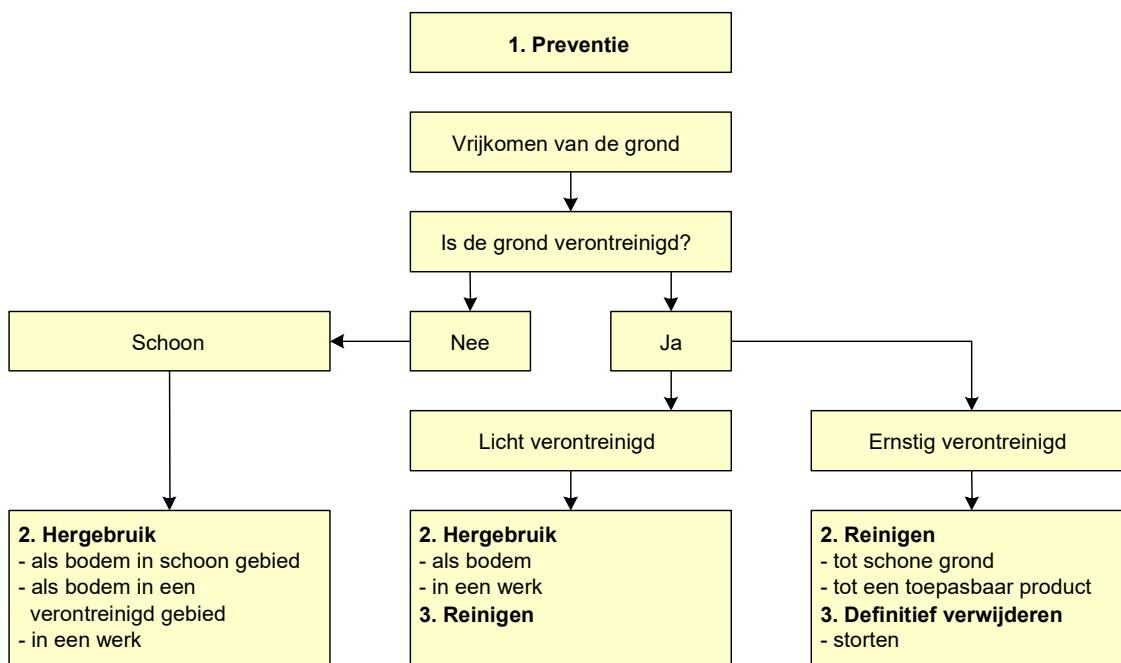 1. Preventie
Vrijkomen van de grond
Is de grond verontreinigd?
Schoon
Nee
Ja
Licht verontreinigd
Ernstig verontreinigd
2. Hergebruik
- als bodem in schoon gebied
- als bodem in een
verontreinigd gebied
- in een werk
2. Hergebruik
- als bodem
- in een werk
3. Reinigen
2. Reinigen
- tot schone grond
- tot een toepasbaar product
3. Definitief verwijderen
- storten